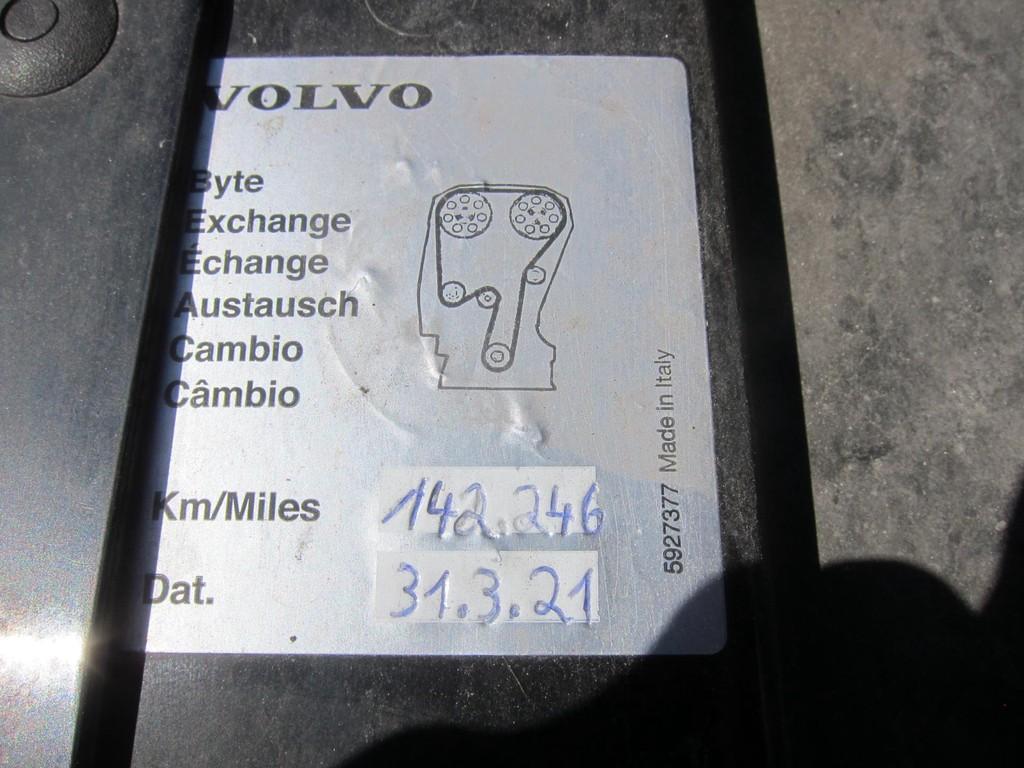 VOLVO
Byte
Exchange
Échange
Austausch
Cambio
Câmbio
Km/Miles 142.246
Dat. 31.3.21
5927377 Made in Italy